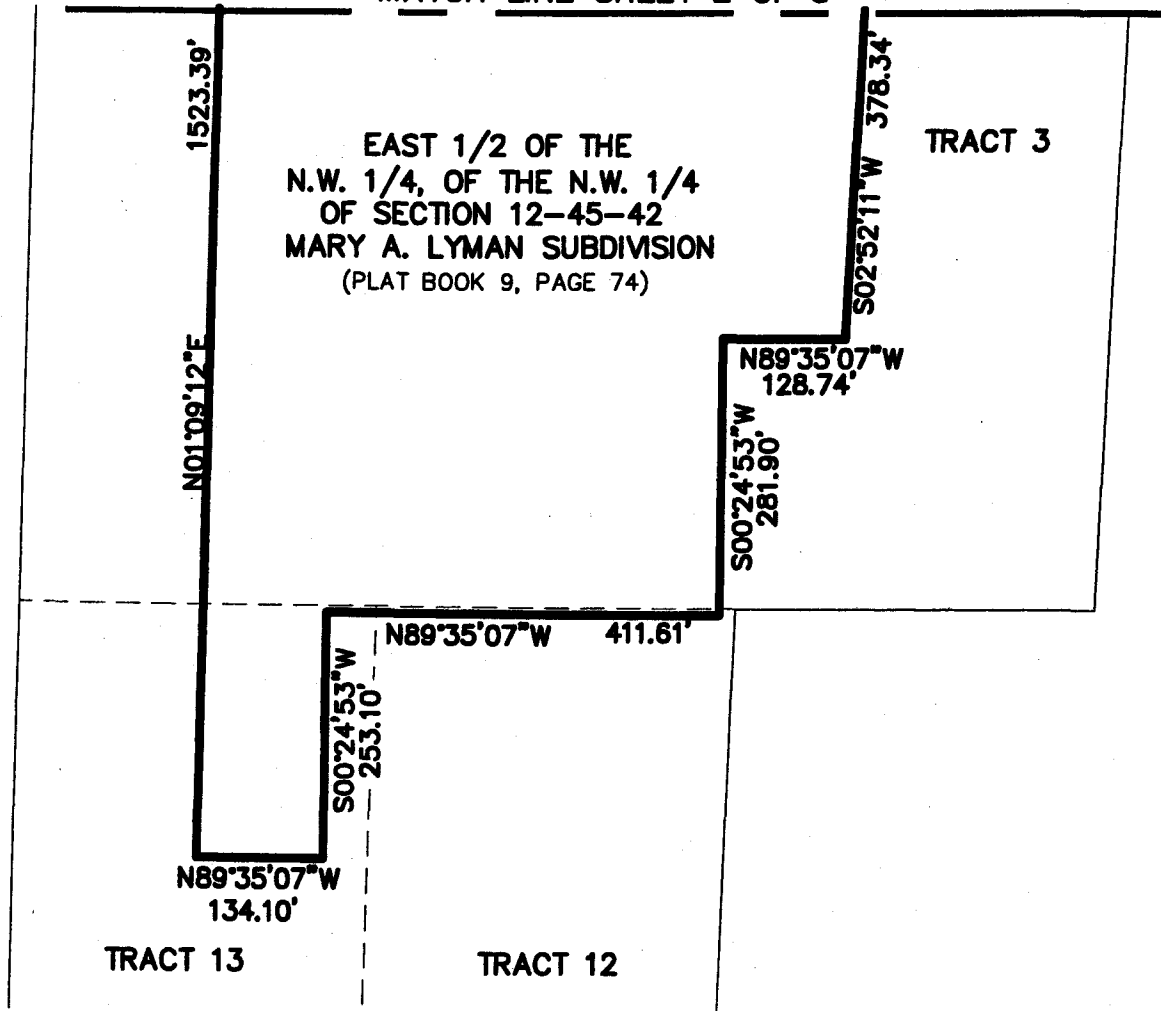 1523.39'
378.34'
TRACT 3
EAST 1/2 OF THE
N.W. 1/4, OF THE N.W. 1/4
OF SECTION 12-45-42
MARY A. LYMAN SUBDIVISION
(PLAT BOOK 9, PAGE 74)
S02°52'11"W
N01°09'12"E
N89°35'07"W
128.74'
S00°24'53"W
281.90'
N89°35'07"W 411.61'
S00°24'53"W
253.10'
N89°35'07"W
134.10'
TRACT 13
TRACT 12